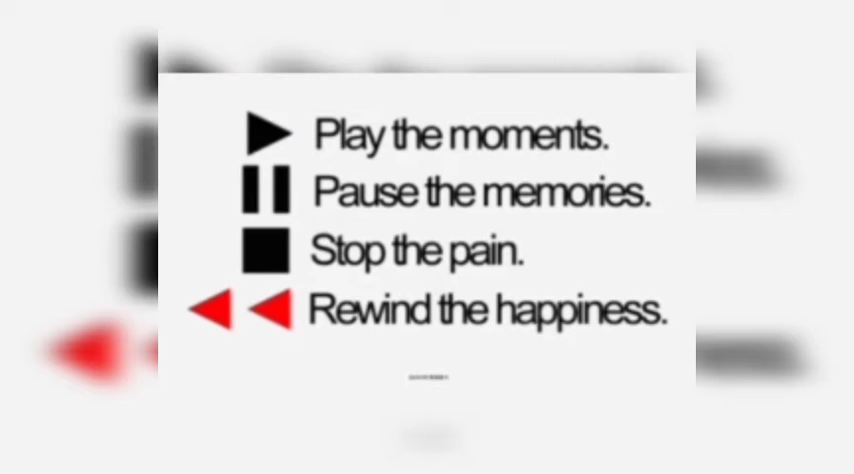 Play the moments.
Pause the memories.
Stop the pain.
Rewind the happiness.